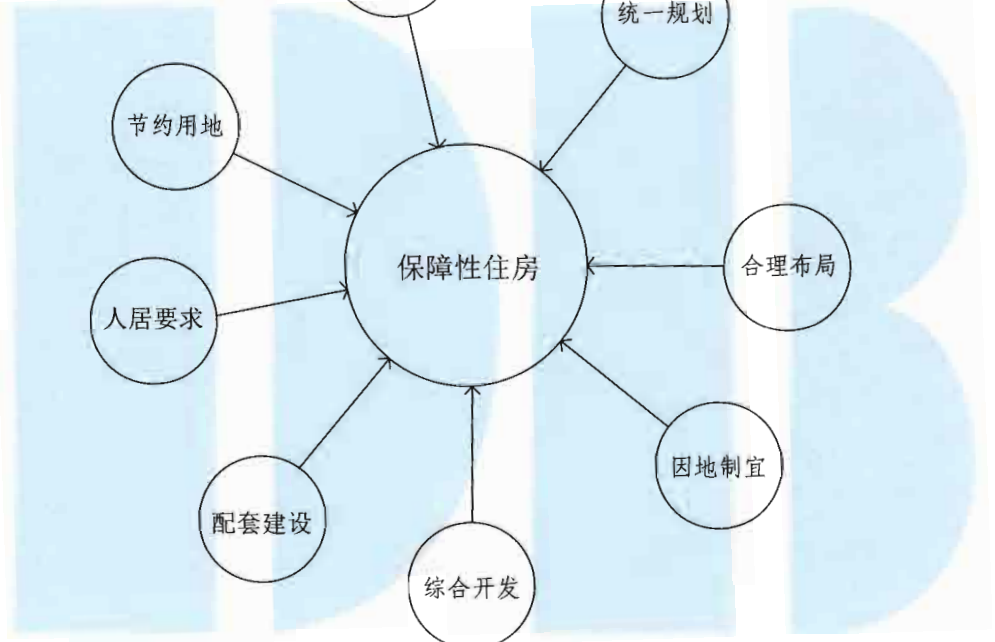 统一规划
节约用地
保障性住房
合理布局
人居要求
因地制宜
配套建设
综合开发